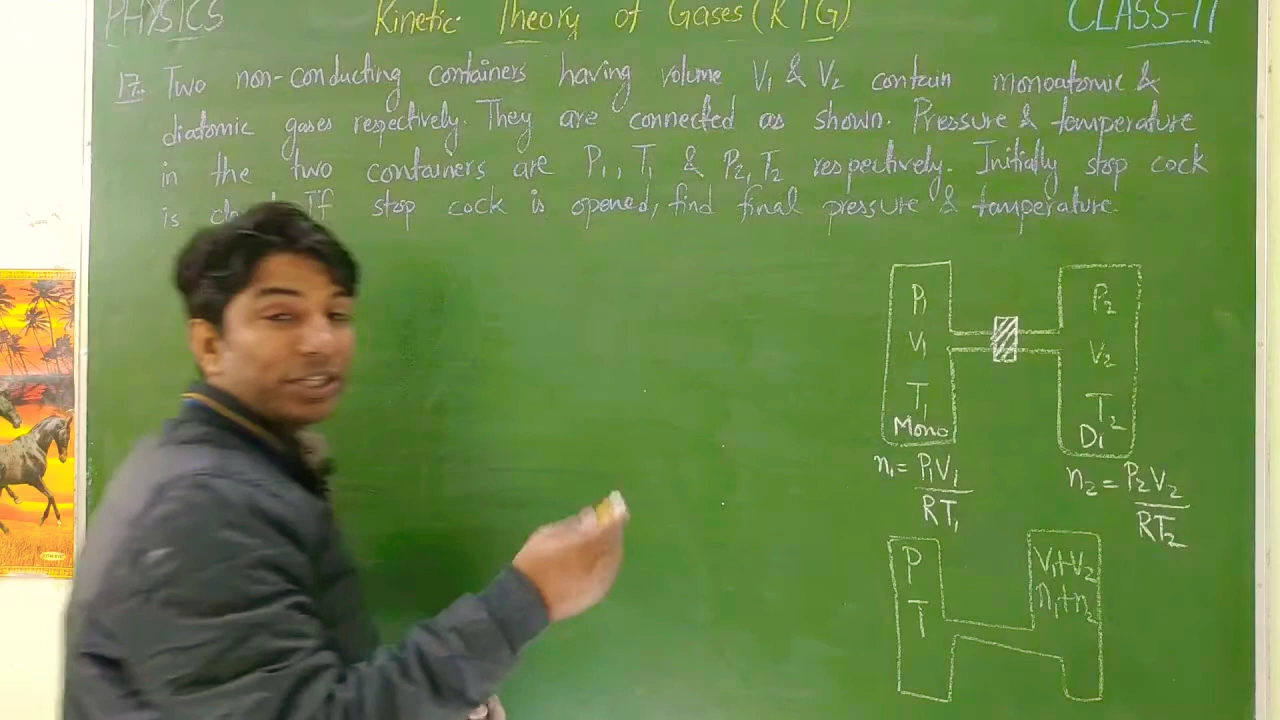 PHYSICS Kinetic Theory of Gases (KTG) CLASS-11
17. Two non-conducting containers having volume V₁ & V₂ contain monoatomic &
diatomic gases respectively. They are connected as shown. Pressure & temperature
in the two containers are P₁, T₁ & P₂, T₂ respectively. Initially stop cock
is If stop cock is opened, find final pressure & temperature.
P₁
V₁
T₁
Mono
P₂
V₂
T₂
Di
n₁ = P₁V₁/RT₁
n₂ = P₂V₂/RT₂
P
T
V₁+V₂
n₁+n₂